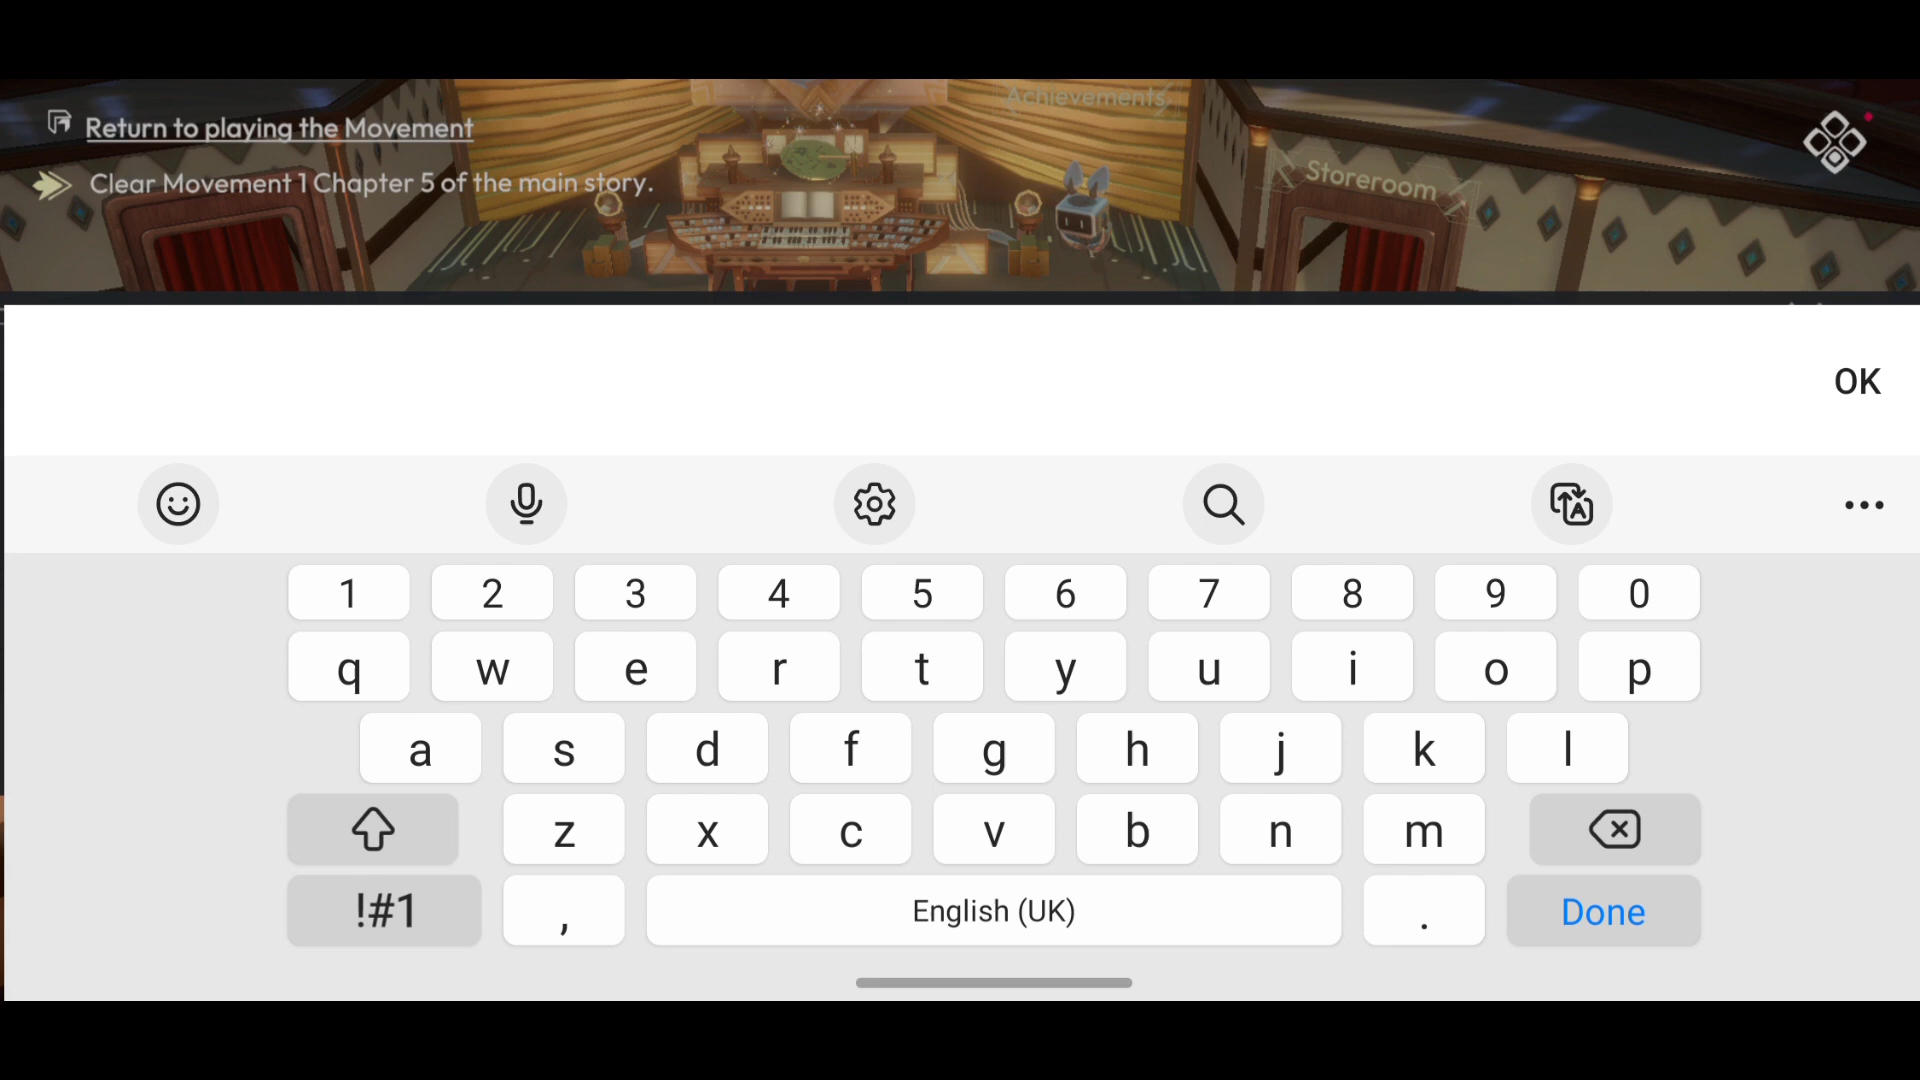 Achievements
Return to playing the Movement
Clear Movement 1 Chapter 5 of the main story.
Storeroom
OK
1 2 3 4 5 6 7 8 9 0
q w e r t y u i o p
a s d f g h j k l
z x c v b n m
!#1 , English (UK) . Done